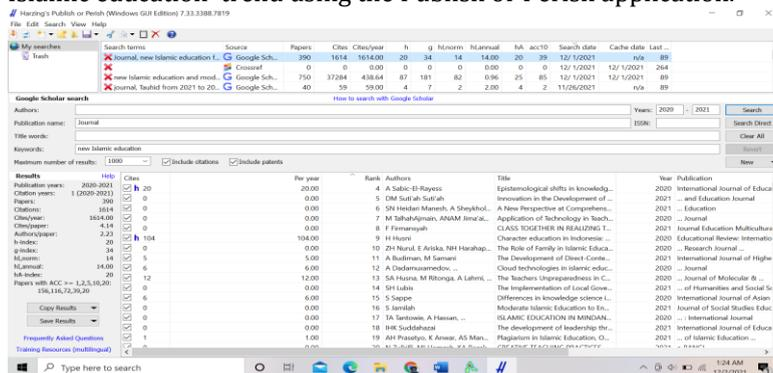 Islamic education" trend using the Publish or Perish application.
Harzing's Publish or Perish (Windows GUI Edition) 7.33.3388.7819
File Edit Search View Help
My searches
Trash
Search terms Source Papers Cites Cites/year h g hI,norm hI,annual hA acc10 Search date Cache date Last ...
Journal, new Islamic education f... Google Sch... 390 1614 1614.00 20 34 14 14.00 20 39 12/ 1/2021 n/a 89
Crossref 0 0 0.00 0 0 0 0.00 0 0 12/ 1/2021 12/ 1/2021 264
new Islamic education and mod... Google Sch... 750 37284 438.64 87 181 82 0.96 25 85 12/ 1/2021 12/ 1/2021 89
journal, Tauhid from 2021 to 20... Google Sch... 40 59 59.00 4 7 2 2.00 4 2 11/26/2021 n/a 89
Google Scholar search How to search with Google Scholar
Authors: Years: 2020 - 2021 Search
Publication name: Journal ISSN: Search Direct
Title words: Clear All
Keywords: new Islamic education Revert
Maximum number of results: 1000 Include citations Include patents New
Results Help
Publication years: 2020-2021
Citation years: 1 (2020-2021)
Papers: 390
Citations: 1614
Cites/year: 1614.00
Cites/paper: 4.14
Authors/paper: 2.23
h-index: 20
g-index: 34
hI,norm: 14
hI,annual: 14.00
hA-index: 20
Papers with ACC >= 1,2,5,10,20:
156,116,72,39,20
Copy Results
Save Results
Frequently Asked Questions
Training Resources (multilingual)
Cites Per year Rank Authors Title Year Publication
h 20 20.00 4 A Sabic-El-Rayess Epistemological shifts in knowledg... 2020 International Journal of Educa
0 0.00 5 DM Suti'ah Suti'ah Innovation in the Development of ... 2020 ... and Education Journal
0 0.00 6 SN Heidari Manesh, A Sheykhol... A New Perspective at Comprehens... 2020 ... Education
0 0.00 7 M TalhahAjmain, ANAM Jima'ai... Application of Technology in Teach... 2020 ... Journal
0 0.00 8 F Firmansyah CLASS TOGETHER IN REALIZING T... 2020 Journal Education Multicultura
h 104 104.00 9 H Husni Character education in Indonesia: ... 2020 Educational Review: Internatio
0 0.00 10 ZH Nurul, E Ariska, NH Harahap... The Role of Family in Islamic Educa... 2020 ... Research Journal ...
5 5.00 11 A Budiman, M Samani The Development of Direct-Conte... 2021 International Journal of Highe
6 6.00 12 A Dadamuxamedov, ... Cloud technologies in islamic educ... 2020 ... Journal
12 12.00 13 SA Husna, M Ritonga, A Lahmi, ... The Teachers Unpreparedness in C... 2020 ... Journal of Molecular & ...
0 0.00 14 SH Lubis The Implementation of Local Gove... 2021 ... of Humanities and Social Sc
6 6.00 15 S Sappe Differences in knowledge science i... 2020 International Journal of Asian
0 0.00 16 S Jamilah Moderate Islamic Education to En... 2021 Journal of Social Studies Educ
0 0.00 17 TA Tantowie, A Hassan, ... ISLAMIC EDUCATION IN MINDAN... 2020 ... : International Journal
0 0.00 18 IHK Suddahazai The development of leadership thr... 2021 International Journal of Educa
1 1.00 19 AH Prasetyo, K Anwar, AS Man... Plagiarism in Islamic Education, O... 2021 ... of Islamic Education ...
Type here to search
1:24 AM
12/2/2021